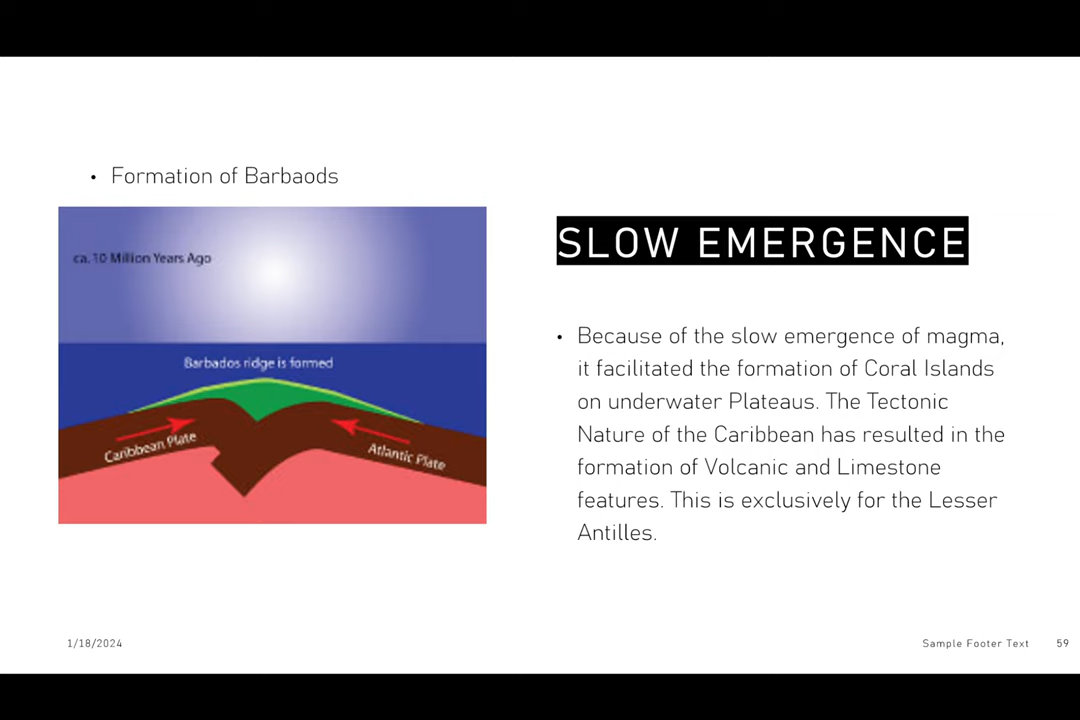 • Formation of Barbaods
ca. 10 Million Years Ago
Barbados ridge is formed
Caribbean Plate
Atlantic Plate
SLOW EMERGENCE
• Because of the slow emergence of magma,
it facilitated the formation of Coral Islands
on underwater Plateaus. The Tectonic
Nature of the Caribbean has resulted in the
formation of Volcanic and Limestone
features. This is exclusively for the Lesser
Antilles.
1/18/2024
Sample Footer Text
59